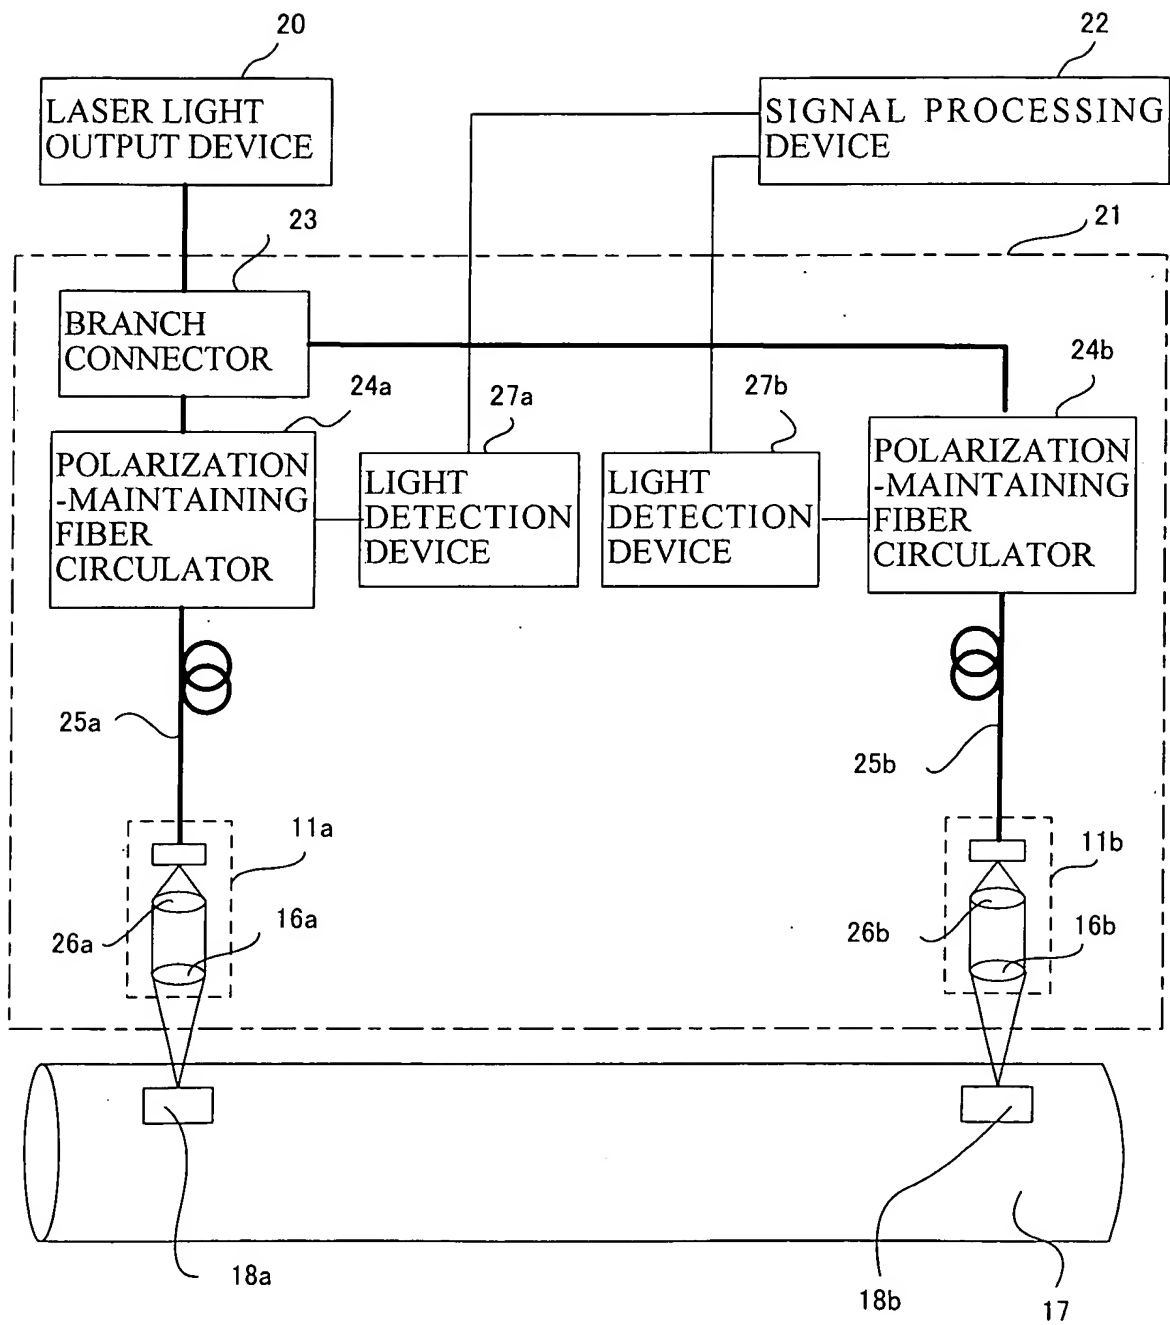 20
22
LASER LIGHT
OUTPUT DEVICE
SIGNAL PROCESSING
DEVICE
23
21
BRANCH
CONNECTOR
24a
27a
27b
24b
POLARIZATION
-MAINTAINING
FIBER
CIRCULATOR
LIGHT
DETECTION
DEVICE
LIGHT
DETECTION
DEVICE
POLARIZATION
-MAINTAINING
FIBER
CIRCULATOR
25a
25b
11a
11b
26a
16a
26b
16b
18a
18b
17